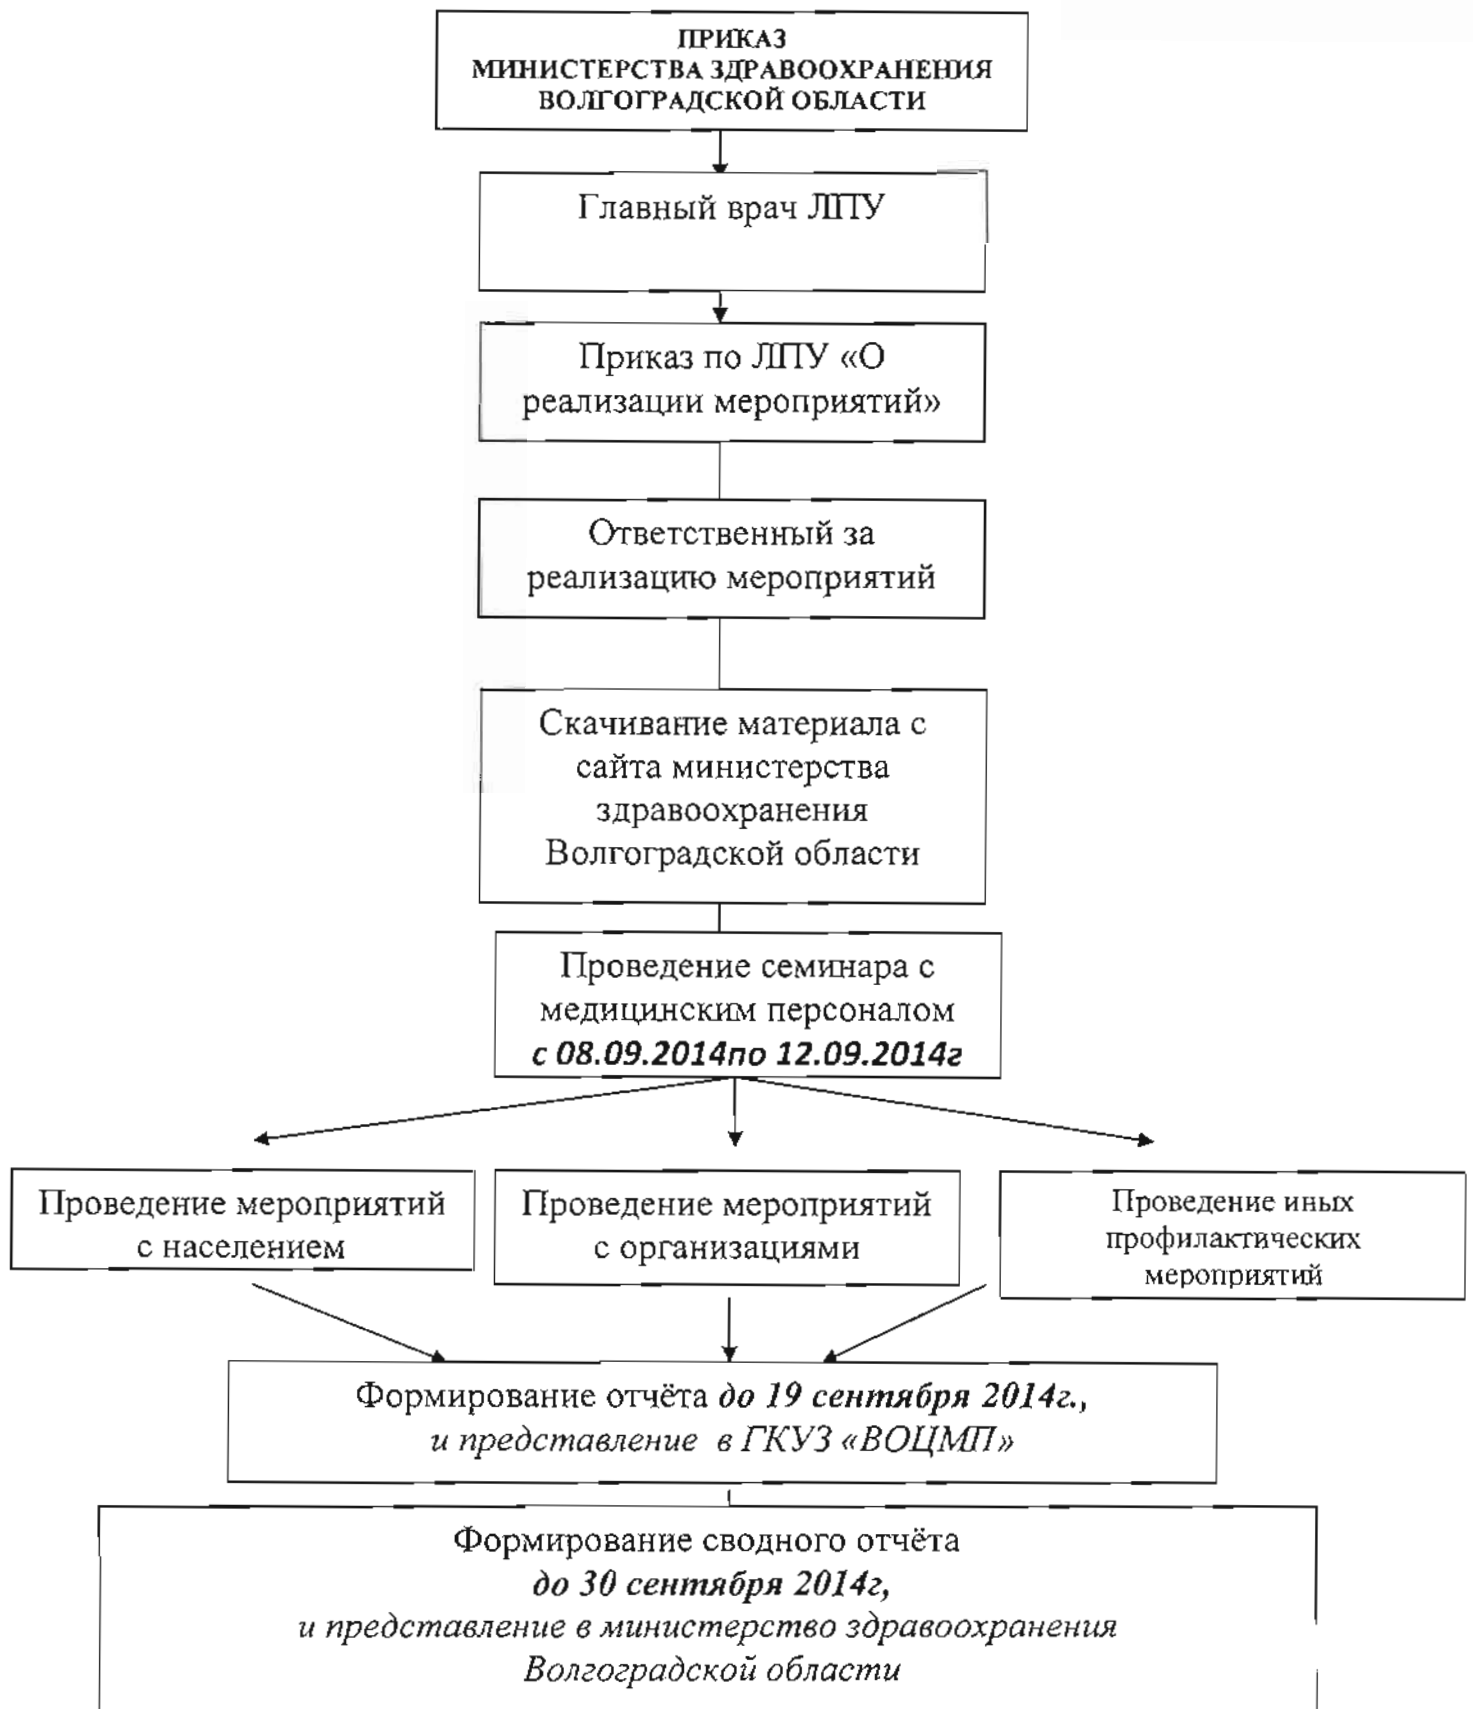 ПРИКАЗ
МИНИСТЕРСТВА ЗДРАВООХРАНЕНИЯ
ВОЛГОГРАДСКОЙ ОБЛАСТИ
Главный врач ЛПУ
Приказ по ЛПУ «О
реализации мероприятий»
Ответственный за
реализацию мероприятий
Скачивание материала с
сайта министерства
здравоохранения
Волгоградской области
Проведение семинара с
медицинским персоналом
с 08.09.2014по 12.09.2014г
Проведение мероприятий
с населением
Проведение мероприятий
с организациями
Проведение иных
профилактических
мероприятий
Формирование отчёта до 19 сентября 2014г.,
и представление в ГКУЗ «ВОЦМП»
Формирование сводного отчёта
до 30 сентября 2014г,
и представление в министерство здравоохранения
Волгоградской области